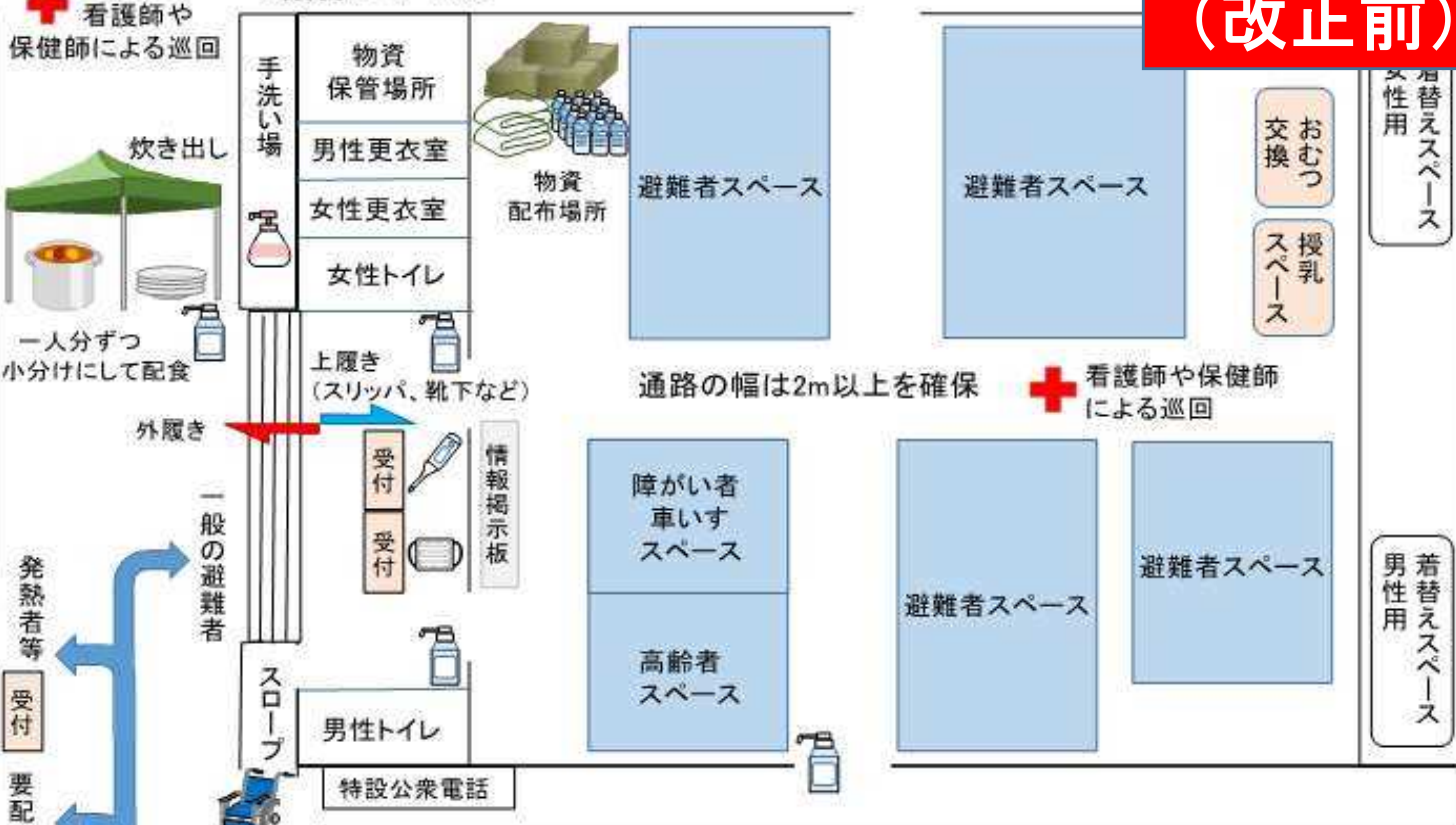 看護師や
保健師による巡回
（改正前）
手洗い場
物資
保管場所
男性更衣室
女性更衣室
女性トイレ
物資
配布場所
避難者スペース
避難者スペース
おむつ
交換
授乳
スペース
着替えスペース
女性用
炊き出し
一人分ずつ
小分けにして配食
上履き
（スリッパ、靴下など）
外履き
通路の幅は2m以上を確保
看護師や保健師
による巡回
受付
受付
情報掲示板
一般の避難者
発熱者等
受付
要配
スロープ
男性トイレ
特設公衆電話
障がい者
車いす
スペース
高齢者
スペース
避難者スペース
避難者スペース
着替えスペース
男性用